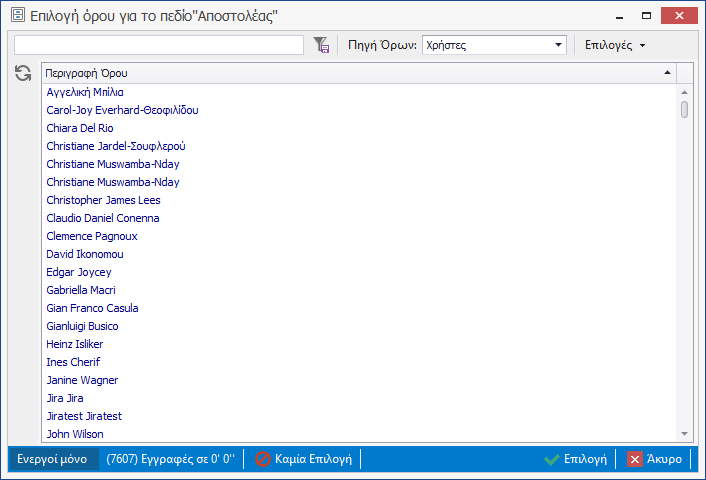 Επιλογή όρου για το πεδίο"Αποστολέας"
Πηγή Όρων: Χρήστες Επιλογές
Περιγραφή Όρου
Αγγελική Μπίλια
Carol-Joy Everhard-Θεοφιλίδου
Chiara Del Rio
Christiane Jardel-Σουφλερού
Christiane Muswamba-Nday
Christiane Muswamba-Nday
Christopher James Lees
Claudio Daniel Conenna
Clemence Pagnoux
David Ikonomou
Edgar Joycey
Gabriella Macri
Gian Franco Casula
Gianluigi Busico
Heinz Isliker
Ines Cherif
Janine Wagner
Jira Jira
Jiratest Jiratest
John Wilson
Ενεργοί μόνο (7607) Εγγραφές σε 0' 0'' Καμία Επιλογή Επιλογή Άκυρο